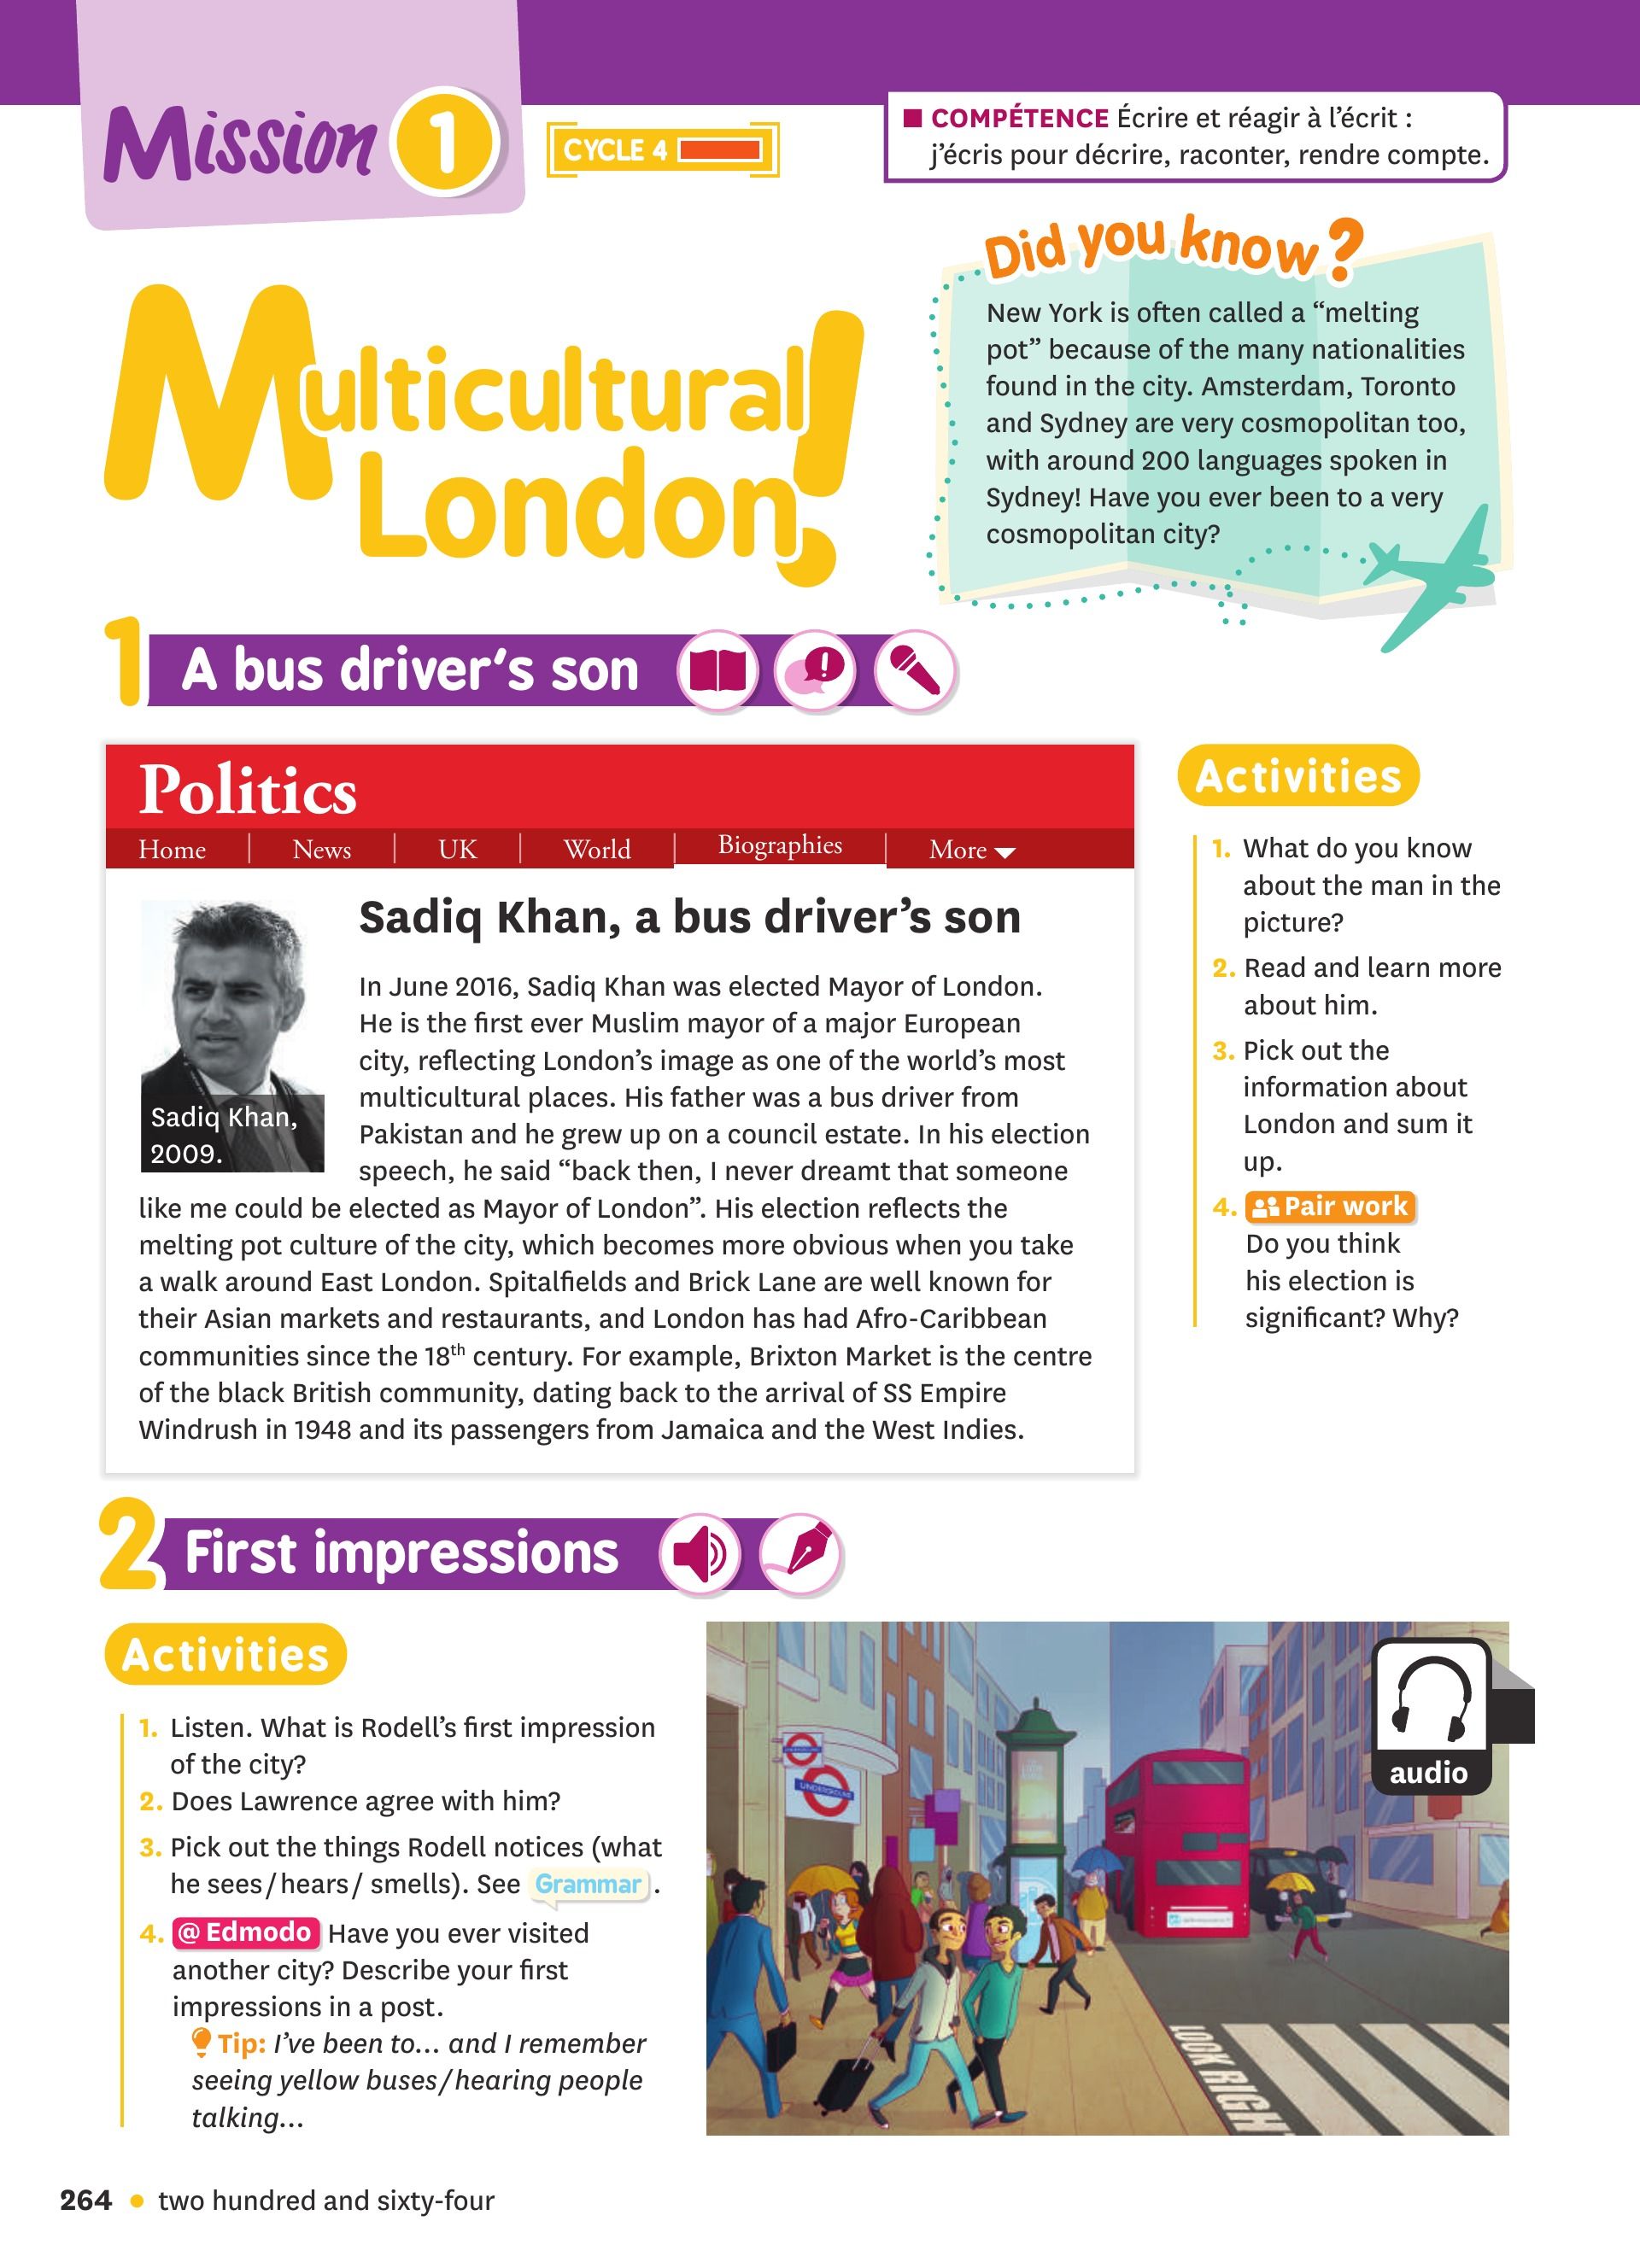 Mission 1
CYCLE 4
■ COMPÉTENCE Écrire et réagir à l'écrit :
j'écris pour décrire, raconter, rendre compte.
Multicultural
London!
Did you know?
New York is often called a “melting
pot” because of the many nationalities
found in the city. Amsterdam, Toronto
and Sydney are very cosmopolitan too,
with around 200 languages spoken in
Sydney! Have you ever been to a very
cosmopolitan city?
1 A bus driver's son
Politics
Home | News | UK | World | Biographies | More
Sadiq Khan, a bus driver's son
Sadiq Khan,
2009.
In June 2016, Sadiq Khan was elected Mayor of London.
He is the first ever Muslim mayor of a major European
city, reflecting London's image as one of the world's most
multicultural places. His father was a bus driver from
Pakistan and he grew up on a council estate. In his election
speech, he said “back then, I never dreamt that someone
like me could be elected as Mayor of London”. His election reflects the
melting pot culture of the city, which becomes more obvious when you take
a walk around East London. Spitalfields and Brick Lane are well known for
their Asian markets and restaurants, and London has had Afro-Caribbean
communities since the 18th century. For example, Brixton Market is the centre
of the black British community, dating back to the arrival of SS Empire
Windrush in 1948 and its passengers from Jamaica and the West Indies.
Activities
1. What do you know
about the man in the
picture?
2. Read and learn more
about him.
3. Pick out the
information about
London and sum it
up.
4. Pair work
Do you think
his election is
significant? Why?
2 First impressions
Activities
1. Listen. What is Rodell's first impression
of the city?
2. Does Lawrence agree with him?
3. Pick out the things Rodell notices (what
he sees / hears / smells). See Grammar .
4. @ Edmodo Have you ever visited
another city? Describe your first
impressions in a post.
Tip: I've been to... and I remember
seeing yellow buses / hearing people
talking...
audio
UNDERGROUND
LOOK RIGHT
264 • two hundred and sixty-four